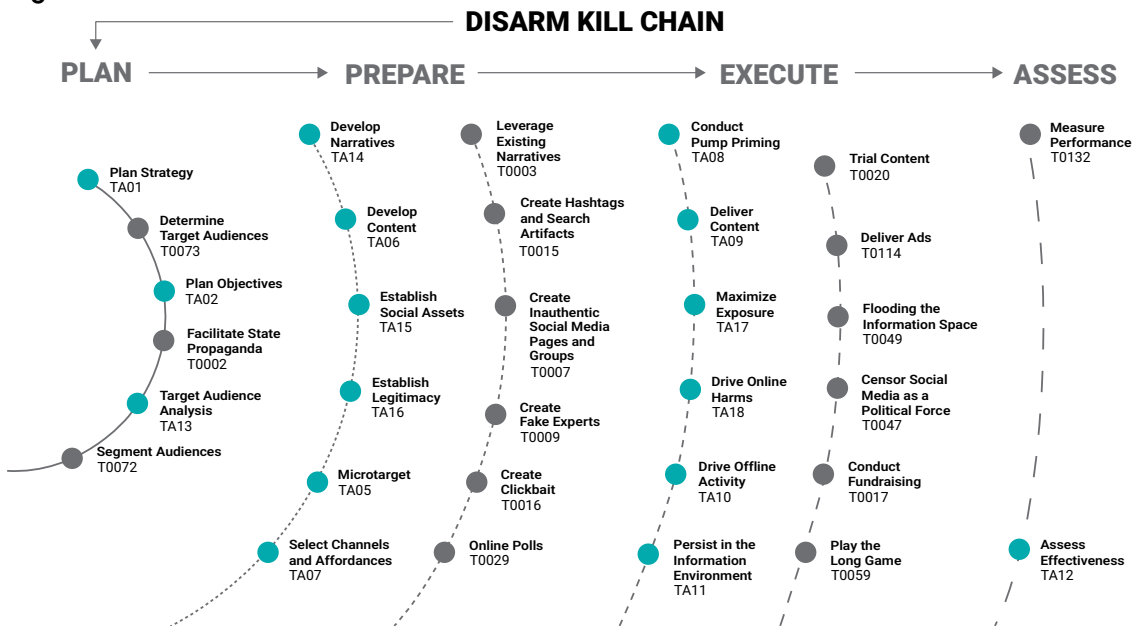 DISARM KILL CHAIN
PLAN
PREPARE
EXECUTE
ASSESS
Plan Strategy
TA01
Determine
Target Audiences
T0073
Plan Objectives
TA02
Facilitate State
Propaganda
T0002
Target Audience
Analysis
TA13
Segment Audiences
T0072
Develop
Narratives
TA14
Develop
Content
TA06
Establish
Social Assets
TA15
Establish
Legitimacy
TA16
Microtarget
TA05
Select Channels
and Affordances
TA07
Leverage
Existing
Narratives
T0003
Create Hashtags
and Search
Artifacts
T0015
Create
Inauthentic
Social Media
Pages and
Groups
T0007
Create
Fake Experts
T0009
Create
Clickbait
T0016
Online Polls
T0029
Conduct
Pump Priming
TA08
Deliver
Content
TA09
Maximize
Exposure
TA17
Drive Online
Harms
TA18
Drive Offline
Activity
TA10
Persist in the
Information
Environment
TA11
Trial Content
T0020
Deliver Ads
T0114
Flooding the
Information Space
T0049
Censor Social
Media as a
Political Force
T0047
Conduct
Fundraising
T0017
Play the
Long Game
T0059
Measure
Performance
T0132
Assess
Effectiveness
TA12